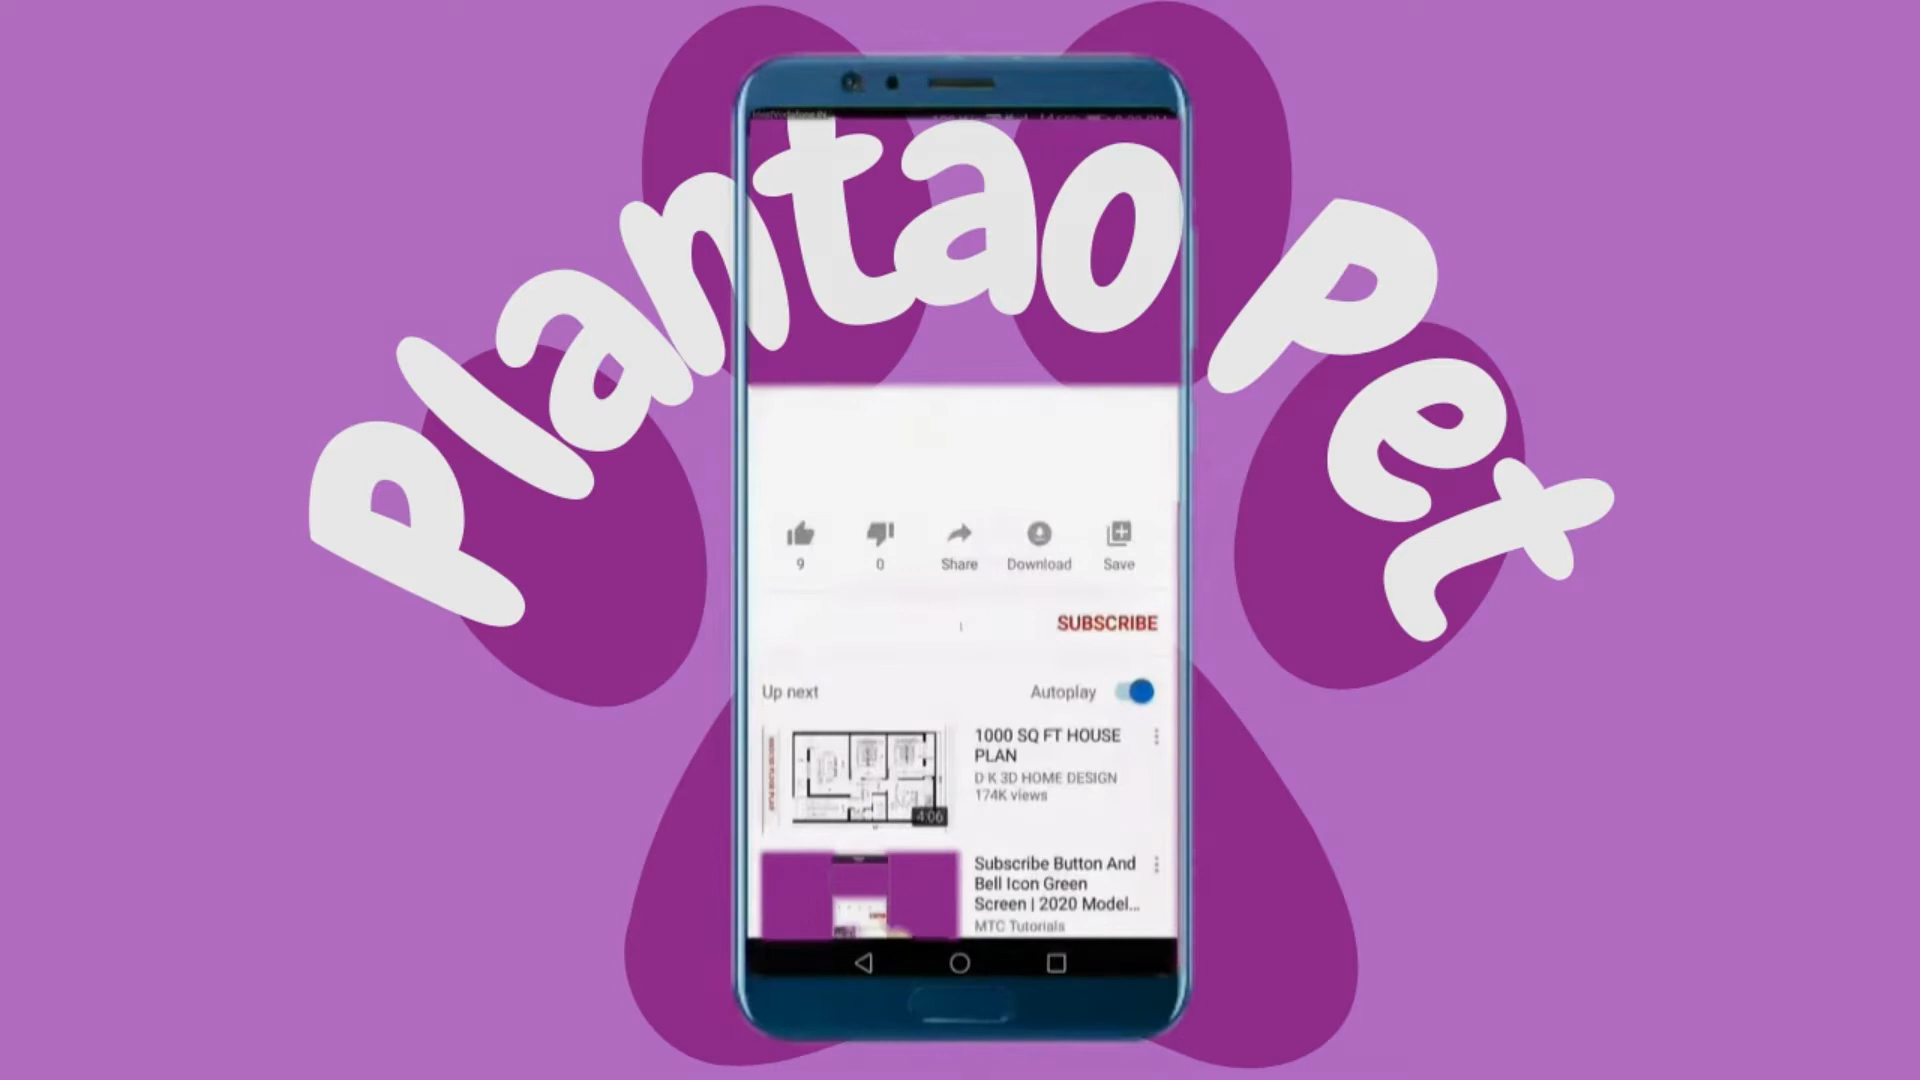 Plantao Pet
9
0
Share
Download
Save
SUBSCRIBE
Up next
Autoplay
1000 SQ FT HOUSE
PLAN
D K 3D HOME DESIGN
174K views
4:06
Subscribe Button And
Bell Icon Green
Screen | 2020 Model...
MTC Tutorials